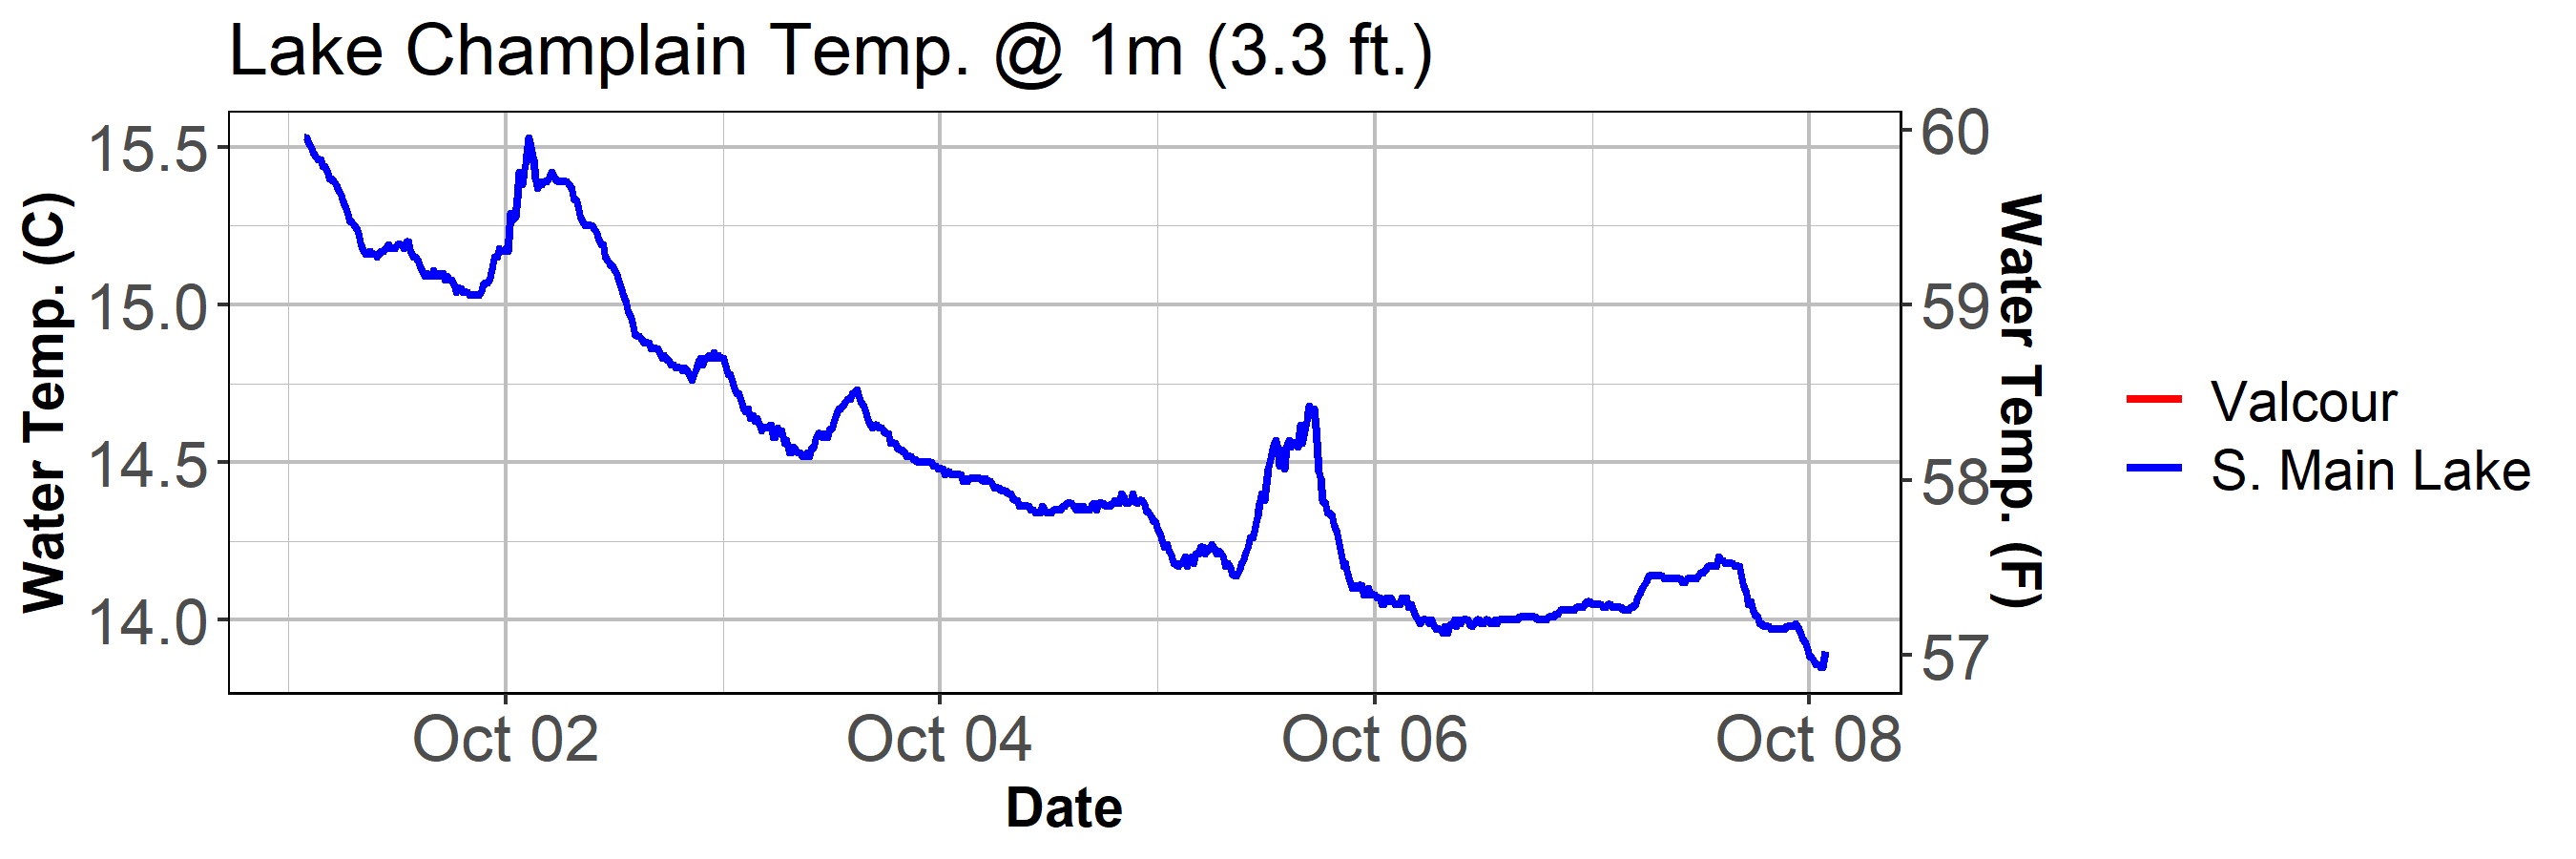 Lake Champlain Temp. @ 1m (3.3 ft.)
Water Temp. (C)
15.5
15.0
14.5
14.0
60
59
58
57
Water Temp. (F)
Oct 02 Oct 04 Oct 06 Oct 08
Date
Valcour
S. Main Lake